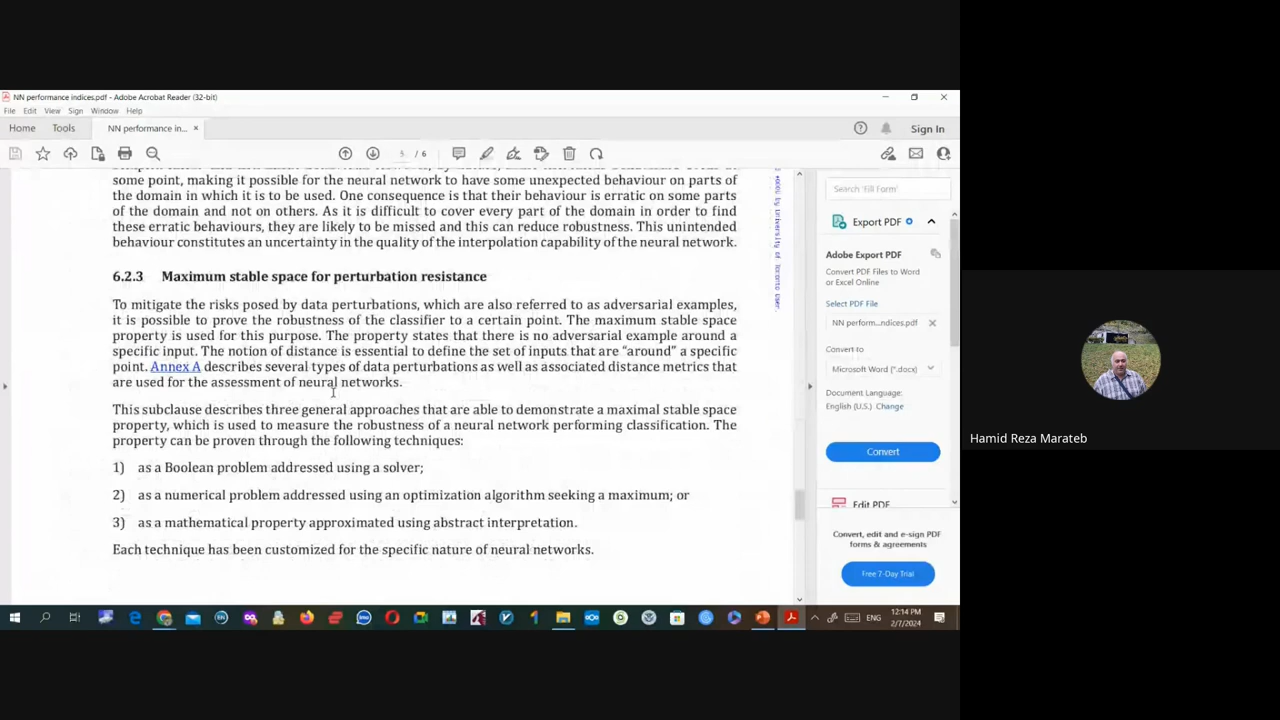 NN performance indices.pdf - Adobe Acrobat Reader (32-bit)
File Edit View Sign Window Help
Home Tools NN performance in... ×
Sign In
5 / 6
some point, making it possible for the neural network to have some unexpected behaviour on parts of
the domain in which it is to be used. One consequence is that their behaviour is erratic on some parts
of the domain and not on others. As it is difficult to cover every part of the domain in order to find
these erratic behaviours, they are likely to be missed and this can reduce robustness. This unintended
behaviour constitutes an uncertainty in the quality of the interpolation capability of the neural network.
6.2.3 Maximum stable space for perturbation resistance
To mitigate the risks posed by data perturbations, which are also referred to as adversarial examples,
it is possible to prove the robustness of the classifier to a certain point. The maximum stable space
property is used for this purpose. The property states that there is no adversarial example around a
specific input. The notion of distance is essential to define the set of inputs that are “around” a specific
point. Annex A describes several types of data perturbations as well as associated distance metrics that
are used for the assessment of neural networks.
This subclause describes three general approaches that are able to demonstrate a maximal stable space
property, which is used to measure the robustness of a neural network performing classification. The
property can be proven through the following techniques:
1) as a Boolean problem addressed using a solver;
2) as a numerical problem addressed using an optimization algorithm seeking a maximum; or
3) as a mathematical property approximated using abstract interpretation.
Each technique has been customized for the specific nature of neural networks.
by University of Toronto user.
Search 'Fill Form'
Export PDF
Adobe Export PDF
Convert PDF Files to Word
or Excel Online
Select PDF File
NN perform...ndices.pdf
Convert to
Microsoft Word (*.docx)
Document Language:
English (U.S.) Change
Convert
Edit PDF
Convert, edit and e-sign PDF
forms & agreements
Free 7-Day Trial
ENG
12:14 PM
2/7/2024
Hamid Reza Marateb